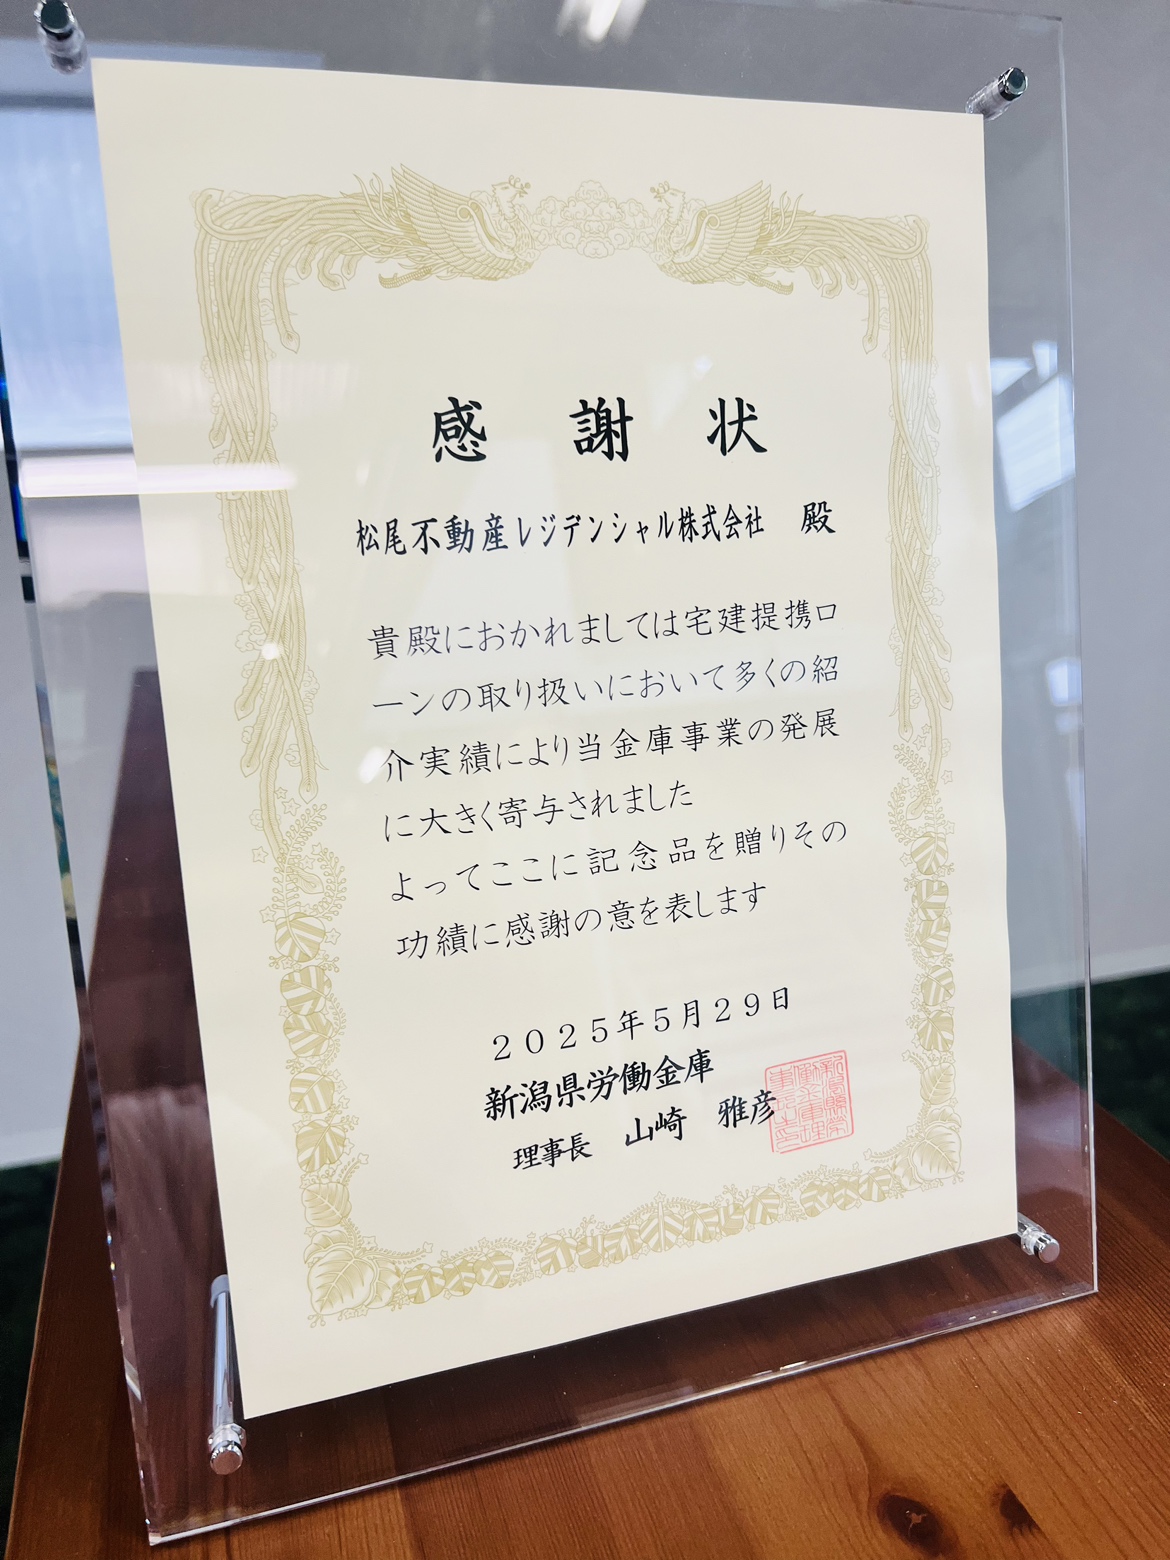 感謝状
松尾不動産レジデンシャル株式会社 殿
貴殿におかれましては宅建提携ロ
ーンの取り扱いにおいて多くの紹
介実績により当金庫事業の発展
に大きく寄与されました
よってここに記念品を贈りその
功績に感謝の意を表します
２０２５年５月２９日
新潟県労働金庫
理事長 山崎 雅彦